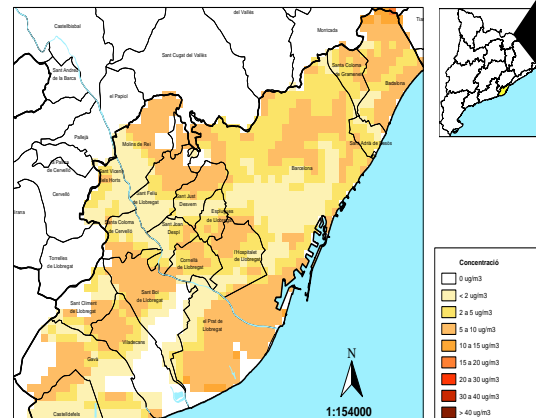 del Vallès
Castellbisbal
Montcada
Tia
Sant Cugat del Vallès
Sant Andreu
de la Barca
Santa Coloma
de Gramenet
Badalona
el Papiol
Pallejà
Molins de Rei
Sant Adrià de Besòs
la Palma
de Cervelló
Barcelona
Sant Vicenç
dels Horts
Cervelló
Sant Feliu
de Llobregat
Sant Just
Desvern
Esplugues
de Llobregat
Santa Coloma
de Cervelló
Sant Joan
Despí
l'Hospitalet
de Llobregat
Torrelles
de Llobregat
Cornellà
de Llobregat
Sant Boi
de Llobregat
Sant Climent
de Llobregat
el Prat de
Llobregat
Viladecans
Gavà
Castelldefels
N
1:154000
Concentració
0 ug/m3
< 2 ug/m3
2 a 5 ug/m3
5 a 10 ug/m3
10 a 15 ug/m3
15 a 20 ug/m3
20 a 30 ug/m3
30 a 40 ug/m3
> 40 ug/m3